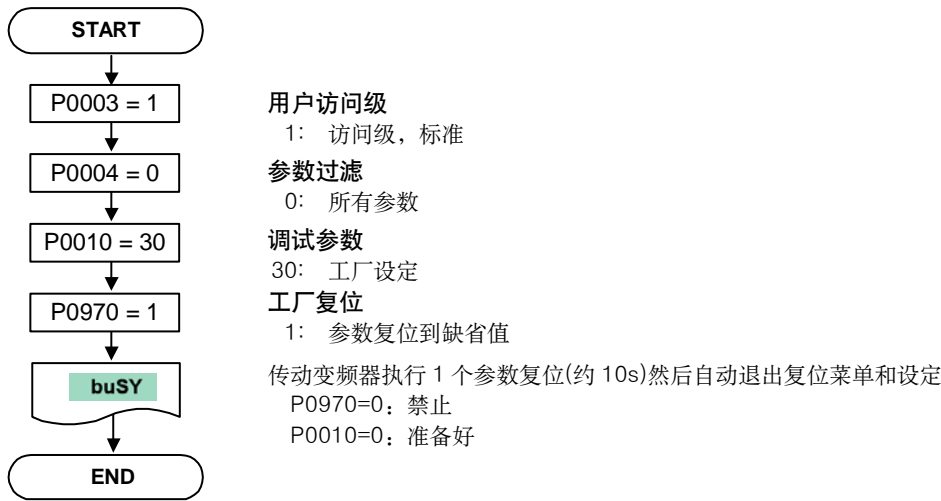 START
P0003 = 1
用户访问级
1: 访问级，标准
P0004 = 0
参数过滤
0: 所有参数
P0010 = 30
调试参数
30: 工厂设定
P0970 = 1
工厂复位
1: 参数复位到缺省值
buSY
传动变频器执行 1 个参数复位(约 10s)然后自动退出复位菜单和设定
P0970=0：禁止
P0010=0：准备好
END